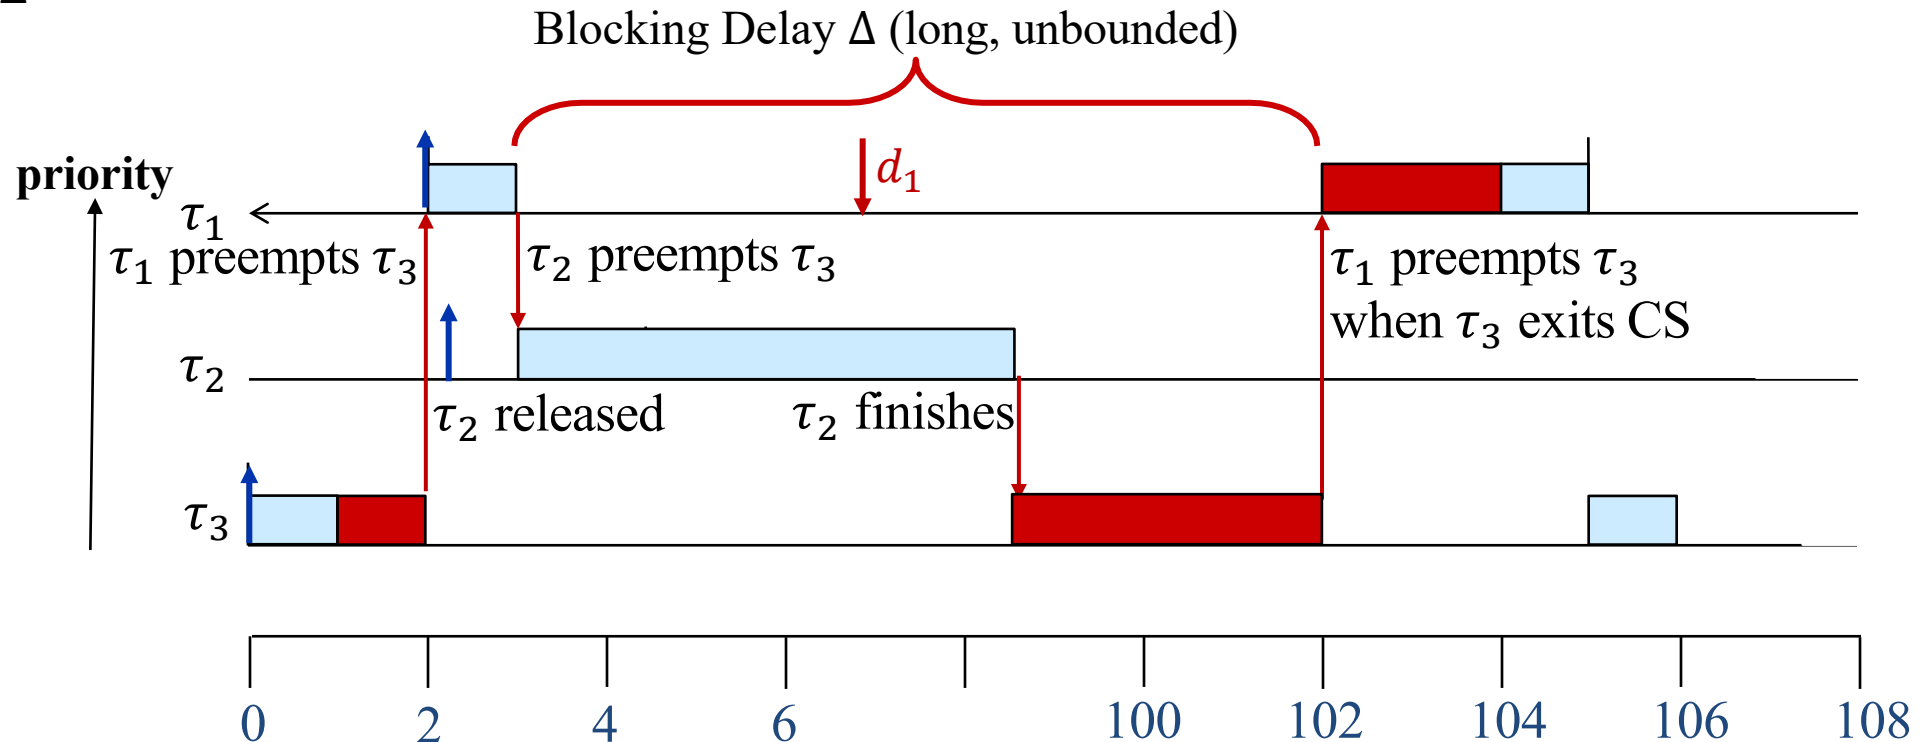 Blocking Delay Δ (long, unbounded)
priority
d₁
τ₁
τ₁ preempts τ₃
τ₂ preempts τ₃
τ₁ preempts τ₃
when τ₃ exits CS
τ₂
τ₂ released
τ₂ finishes
τ₃
0 2 4 6 100 102 104 106 108